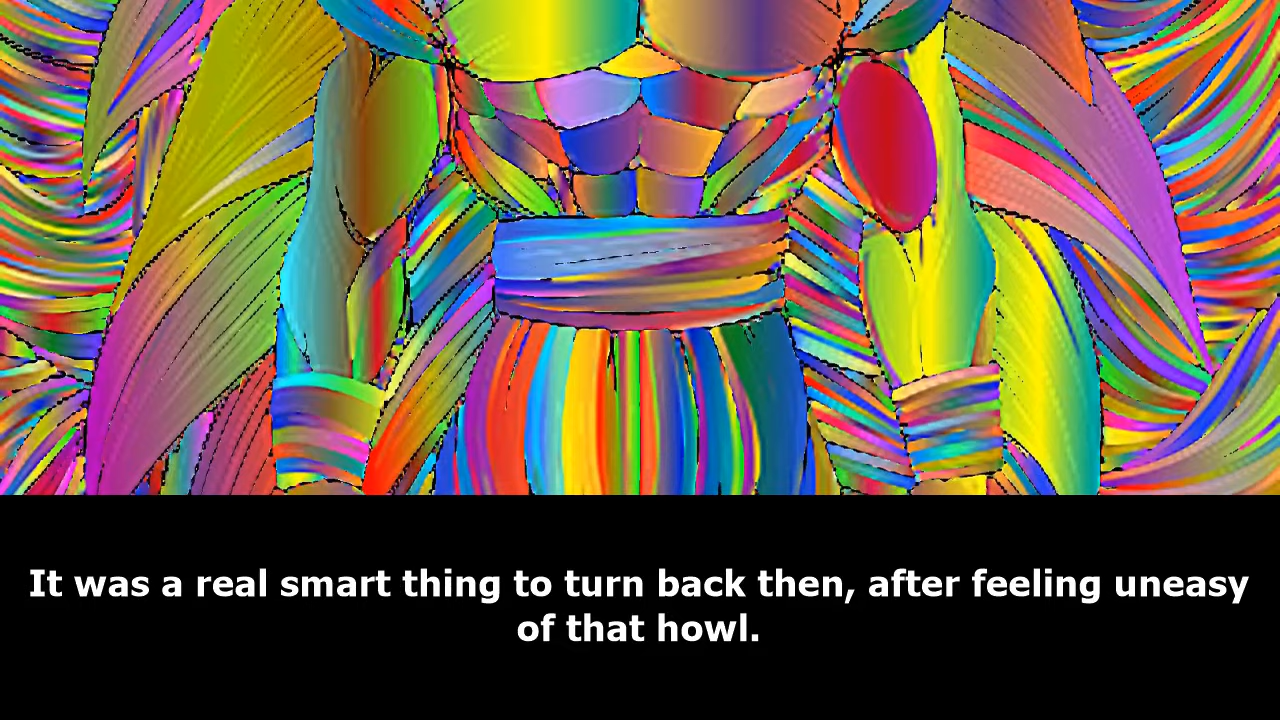 It was a real smart thing to turn back then, after feeling uneasy
of that howl.